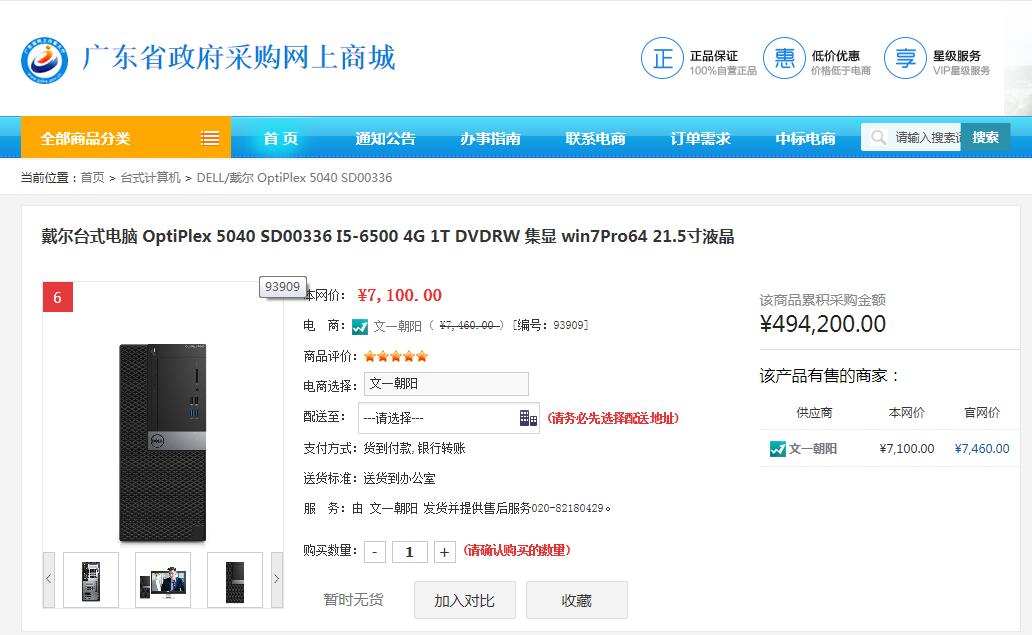 广东省政府采购网上商城
正 正品保证 100%自营正品
惠 低价优惠 价格低于电商
享 星级服务 VIP星级服务
全部商品分类 首 页 通知公告 办事指南 联系电商 订单需求 中标电商 请输入搜索 搜索
当前位置：首页 > 台式计算机 > DELL/戴尔 OptiPlex 5040 SD00336
戴尔台式电脑 OptiPlex 5040 SD00336 I5-6500 4G 1T DVDRW 集显 win7Pro64 21.5寸液晶
6
93909
本网价： ¥7, 100. 00
电 商： 文一朝阳（ ¥7,460.00 ）[编号：93909]
商品评价：
电商选择： 文一朝阳
配送至： ---请选择--- (请务必先选择配送地址)
支付方式：货到付款,银行转账
送货标准：送货到办公室
服 务：由 文一朝阳 发货并提供售后服务020-82180429。
购买数量： - 1 + (请确认购买的数量)
暂时无货 加入对比 收藏
该商品累积采购金额
¥494,200.00
该产品有售的商家：
供应商 本网价 官网价
文一朝阳 ¥7,100.00 ¥7,460.00